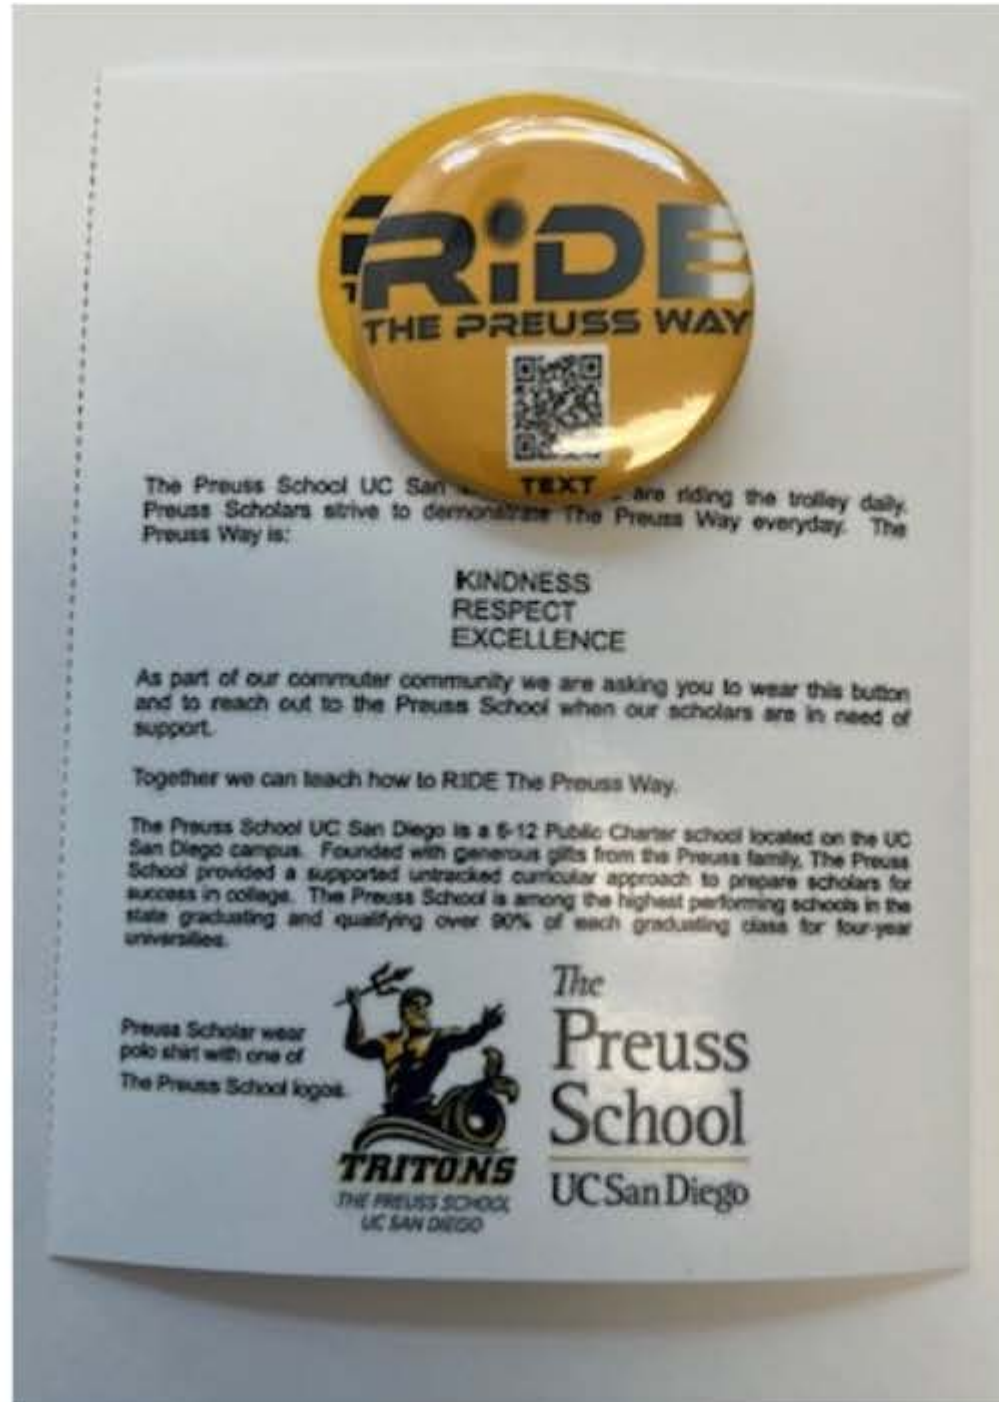 RiDE
THE PREUSS WAY
TEXT
The Preuss School UC San are riding the trolley daily.
Preuss Scholars strive to demonstrate The Preuss Way everyday. The
Preuss Way is:
KINDNESS
RESPECT
EXCELLENCE
As part of our commuter community we are asking you to wear this button
and to reach out to the Preuss School when our scholars are in need of
support.
Together we can teach how to RIDE The Preuss Way.
The Preuss School UC San Diego is a 6-12 Public Charter school located on the UC
San Diego campus. Founded with generous gifts from the Preuss family, The Preuss
School provided a supported untracked curricular approach to prepare scholars for
success in college. The Preuss School is among the highest performing schools in the
state graduating and qualifying over 90% of each graduating class for four-year
universities.
Preuss Scholar wear
polo shirt with one of
The Preuss School logos.
TRITONS
THE PREUSS SCHOOL
UC SAN DIEGO
The
Preuss
School
UC San Diego